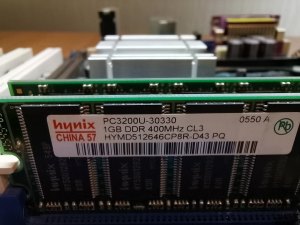 hynix
CHINA 57
PC3200U-30330
0550 A
1GB DDR 400MHz CL3
HYMD512646CP8R-D43 PQ
Pb